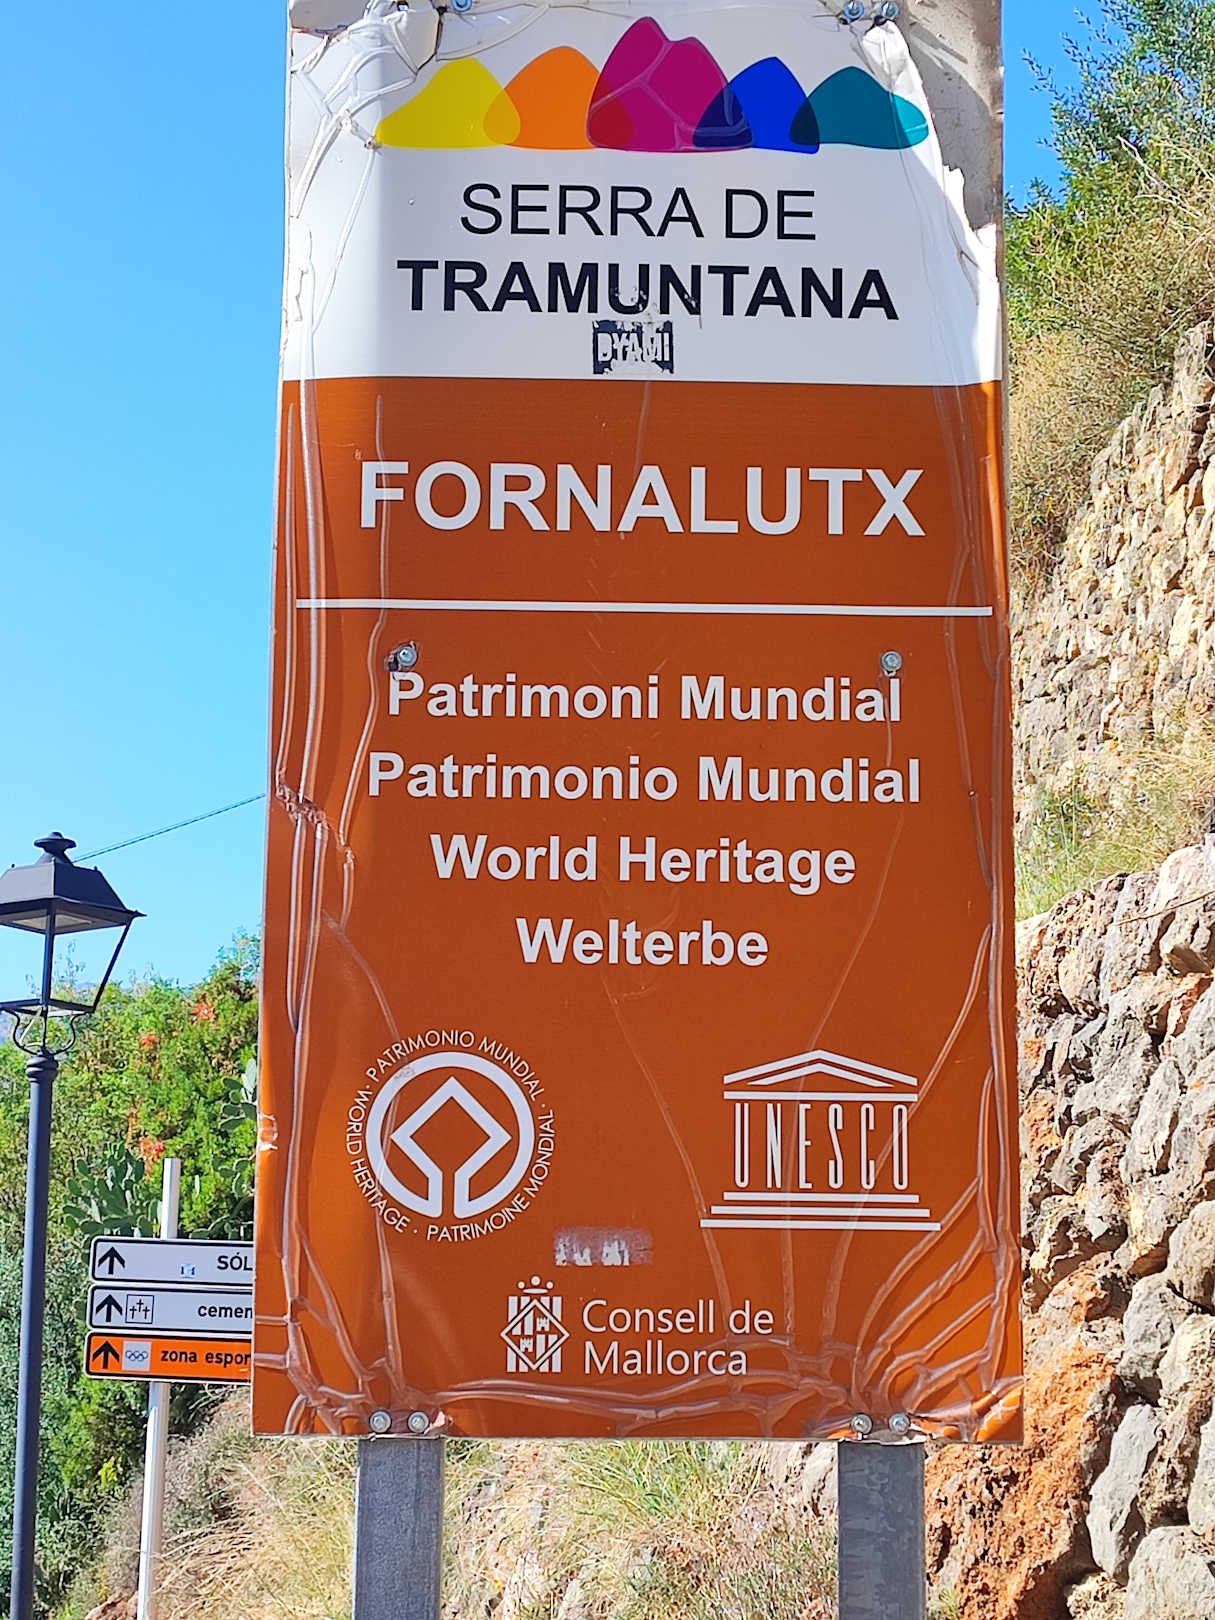 SERRA DE
TRAMUNTANA
FORNALUTX
Patrimoni Mundial
Patrimonio Mundial
World Heritage
Welterbe
· PATRIMONIO MUNDIAL · PATRIMOINE MONDIAL · WORLD HERITAGE
UNESCO
Consell de
Mallorca
SÓL
cemen
zona espor